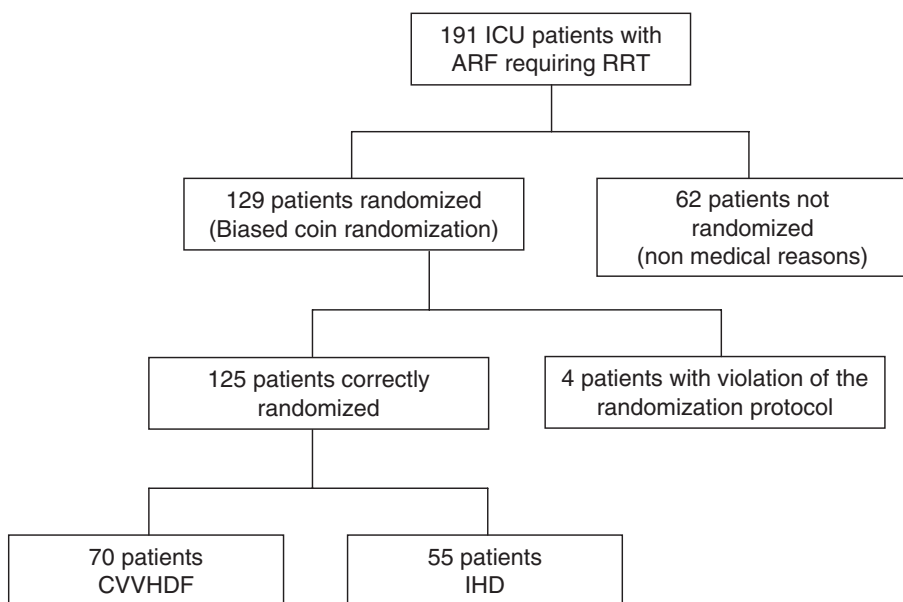 191 ICU patients with
ARF requiring RRT
129 patients randomized
(Biased coin randomization)
62 patients not
randomized
(non medical reasons)
125 patients correctly
randomized
4 patients with violation of the
randomization protocol
70 patients
CVVHDF
55 patients
IHD